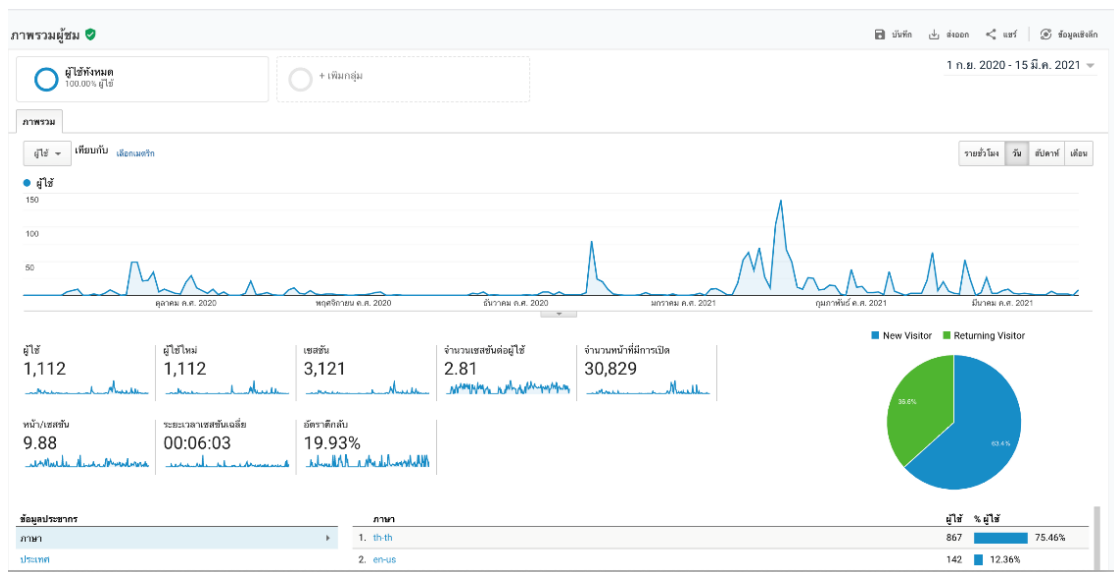 ภาพรวมผู้ชม
บันทึก ส่งออก แชร์ ข้อมูลเชิงลึก
ผู้ใช้ทั้งหมด
100.00% ผู้ใช้
+ เพิ่มกลุ่ม
1 ก.ย. 2020 - 15 มี.ค. 2021
ภาพรวม
ผู้ใช้ เทียบกับ เลือกเมตริก
รายชั่วโมง วัน สัปดาห์ เดือน
ผู้ใช้
150
100
50
ตุลาคม ค.ศ. 2020 พฤศจิกายน ค.ศ. 2020 ธันวาคม ค.ศ. 2020 มกราคม ค.ศ. 2021 กุมภาพันธ์ ค.ศ. 2021 มีนาคม ค.ศ. 2021
New Visitor Returning Visitor
ผู้ใช้ ผู้ใช้ใหม่ เซสชัน จำนวนเซสชันต่อผู้ใช้ จำนวนหน้าที่มีการเปิด
1,112 1,112 3,121 2.81 30,829
36.6%
63.4%
หน้า/เซสชัน ระยะเวลาเซสชันเฉลี่ย อัตราตีกลับ
9.88 00:06:03 19.93%
ข้อมูลประชากร ภาษา ผู้ใช้ % ผู้ใช้
ภาษา 1. th-th 867 75.46%
ประเทศ 2. en-us 142 12.36%